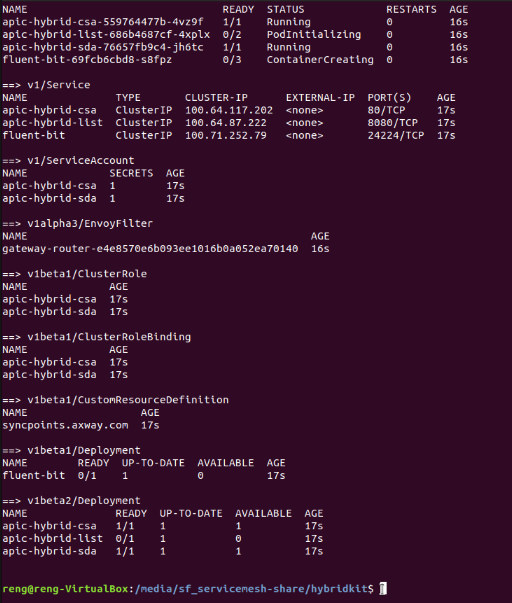 NAME READY STATUS RESTARTS AGE
apic-hybrid-csa-559764477b-4vz9f 1/1 Running 0 16s
apic-hybrid-list-686b4687cf-4xplx 0/2 PodInitializing 0 16s
apic-hybrid-sda-76657fb9c4-jh6tc 1/1 Running 0 16s
fluent-bit-69fcb6cbd8-s8fpz 0/3 ContainerCreating 0 16s
==> v1/Service
NAME TYPE CLUSTER-IP EXTERNAL-IP PORT(S) AGE
apic-hybrid-csa ClusterIP 100.64.117.202 <none> 80/TCP 17s
apic-hybrid-list ClusterIP 100.64.87.222 <none> 8080/TCP 17s
fluent-bit ClusterIP 100.71.252.79 <none> 24224/TCP 17s
==> v1/ServiceAccount
NAME SECRETS AGE
apic-hybrid-csa 1 17s
apic-hybrid-sda 1 17s
==> v1alpha3/EnvoyFilter
NAME AGE
gateway-router-e4e8570e6b093ee1016b0a052ea70140 16s
==> v1beta1/ClusterRole
NAME AGE
apic-hybrid-csa 17s
apic-hybrid-sda 17s
==> v1beta1/ClusterRoleBinding
NAME AGE
apic-hybrid-csa 17s
apic-hybrid-sda 17s
==> v1beta1/CustomResourceDefinition
NAME AGE
syncpoints.axway.com 17s
==> v1beta1/Deployment
NAME READY UP-TO-DATE AVAILABLE AGE
fluent-bit 0/1 1 0 17s
==> v1beta2/Deployment
NAME READY UP-TO-DATE AVAILABLE AGE
apic-hybrid-csa 1/1 1 1 17s
apic-hybrid-list 0/1 1 0 17s
apic-hybrid-sda 1/1 1 1 17s
reng@reng-VirtualBox:/media/sf_servicemesh-share/hybridkit$